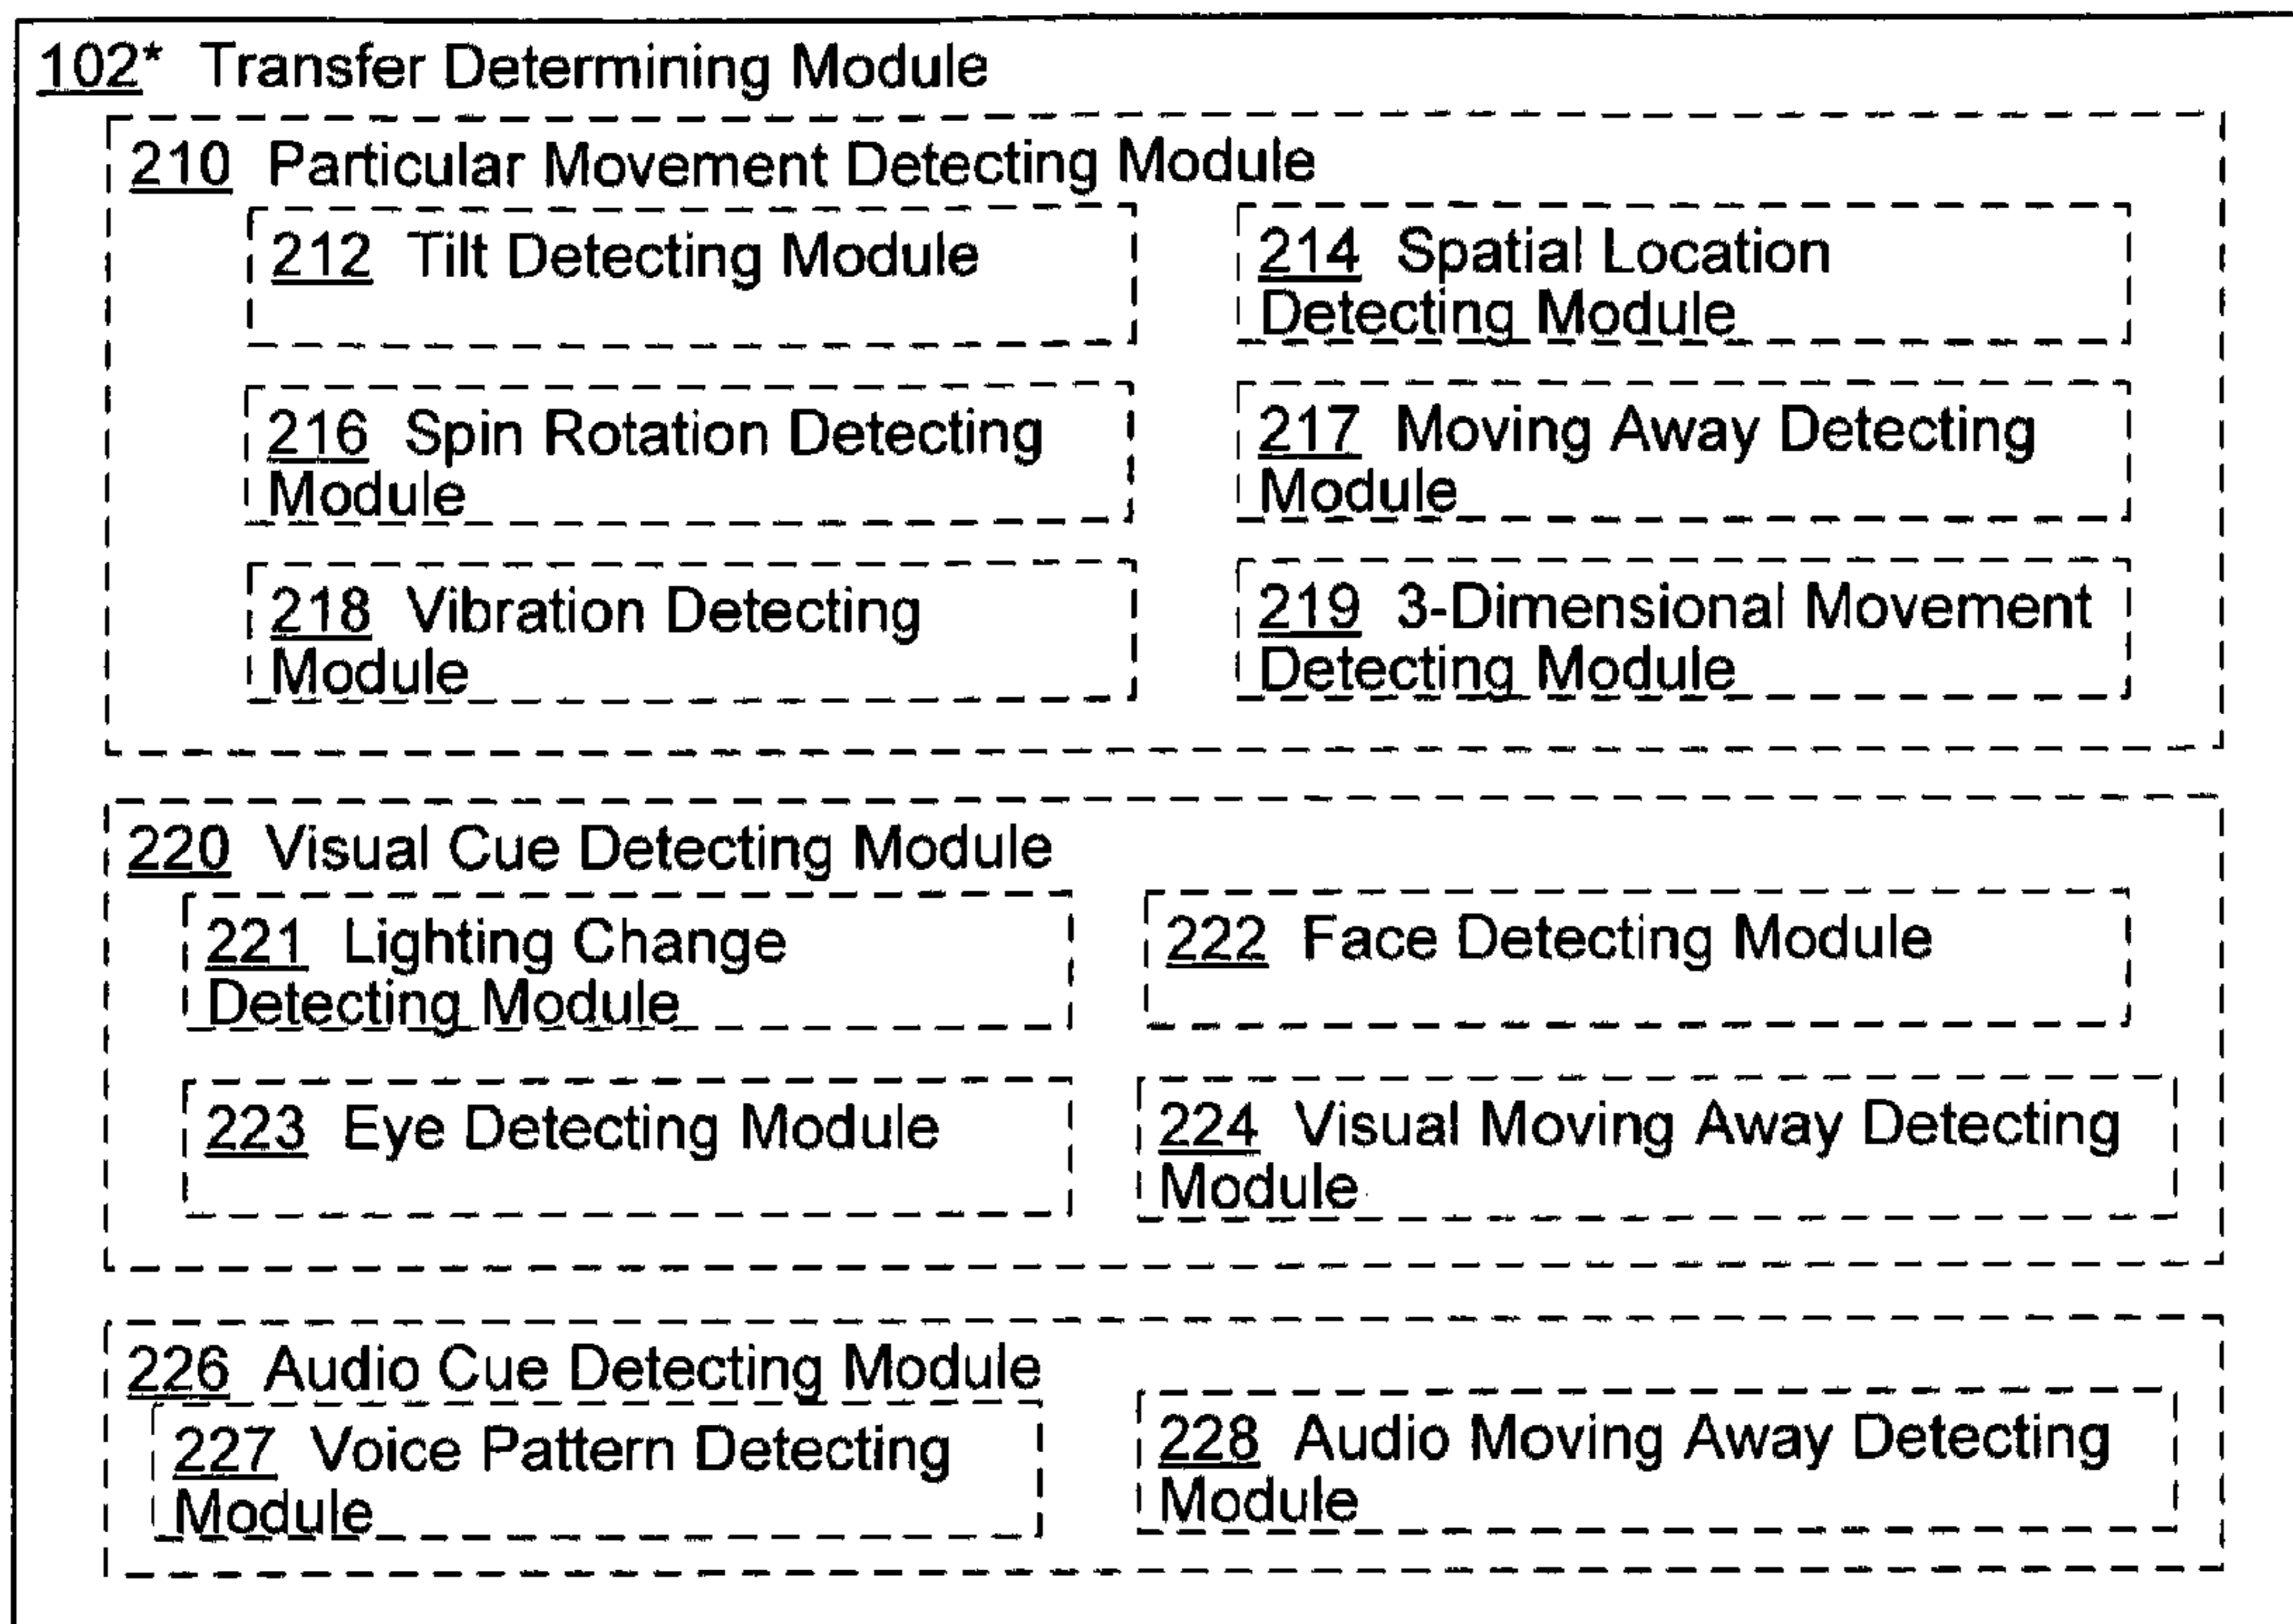 102* Transfer Determining Module
210 Particular Movement Detecting Module
212 Tilt Detecting Module
214 Spatial Location
Detecting Module
216 Spin Rotation Detecting
Module
217 Moving Away Detecting
Module
218 Vibration Detecting
Module
219 3-Dimensional Movement
Detecting Module
220 Visual Cue Detecting Module
221 Lighting Change
Detecting Module
222 Face Detecting Module
223 Eye Detecting Module
224 Visual Moving Away Detecting
Module
226 Audio Cue Detecting Module
227 Voice Pattern Detecting
Module
228 Audio Moving Away Detecting
Module